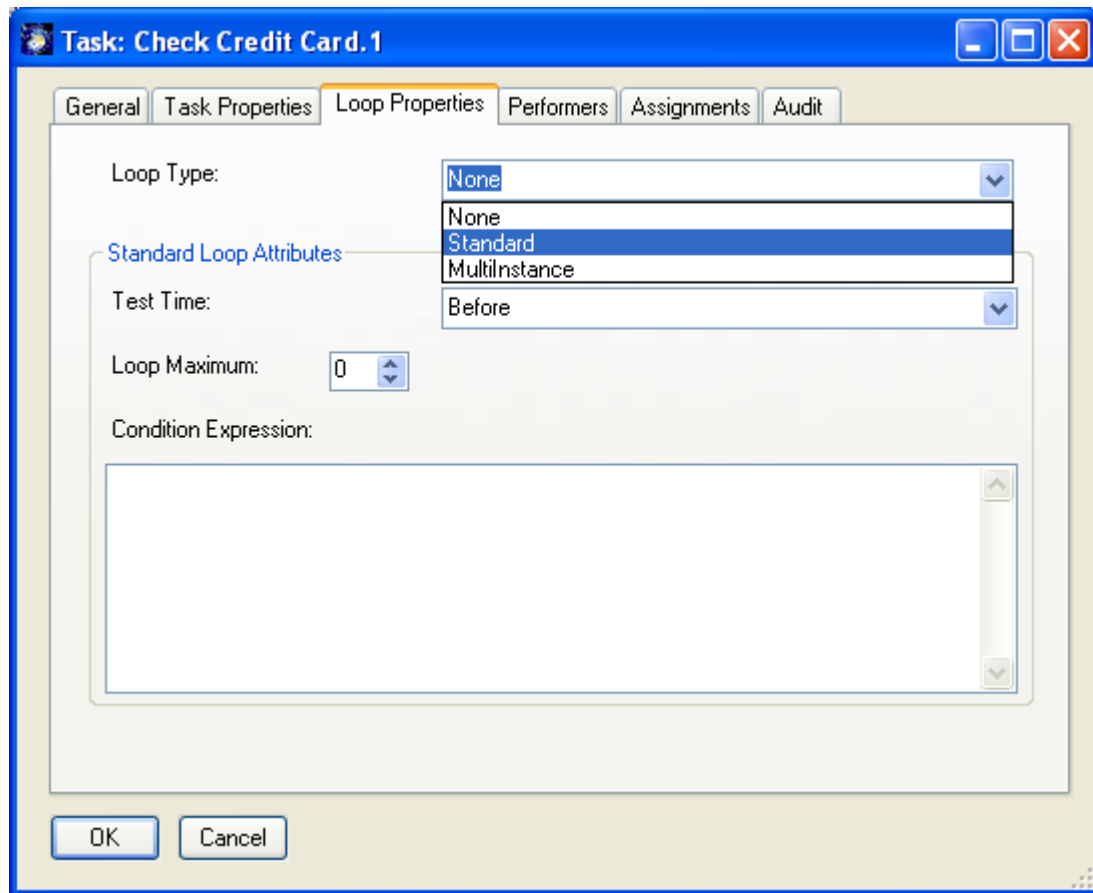 Task: Check Credit Card.1
General Task Properties Loop Properties Performers Assignments Audit
Loop Type: None
None
Standard
MultiInstance
Standard Loop Attributes
Test Time: Before
Loop Maximum: 0
Condition Expression:
OK Cancel